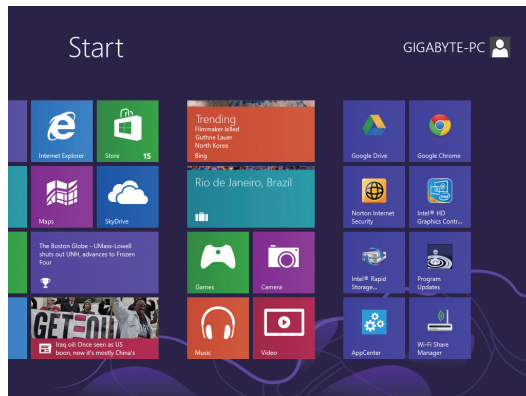 Start
GIGABYTE-PC
Internet Explorer
Store
15
Maps
SkyDrive
The Boston Globe - UMass-Lowell
shuts out UNH, advances to Frozen
Four
GET OUT
Iraq oil: Once seen as US
boon, now it's mostly China's
Trending
Filmmaker killed
Guthrie Lauer
North Korea
Bing
Rio de Janeiro, Brazil
Games
Camera
Music
Video
Google Drive
Google Chrome
Norton Internet
Security
Intel® HD
Graphics Contr...
Intel® Rapid
Storage...
Program
Updates
AppCenter
Wi-Fi Share
Manager